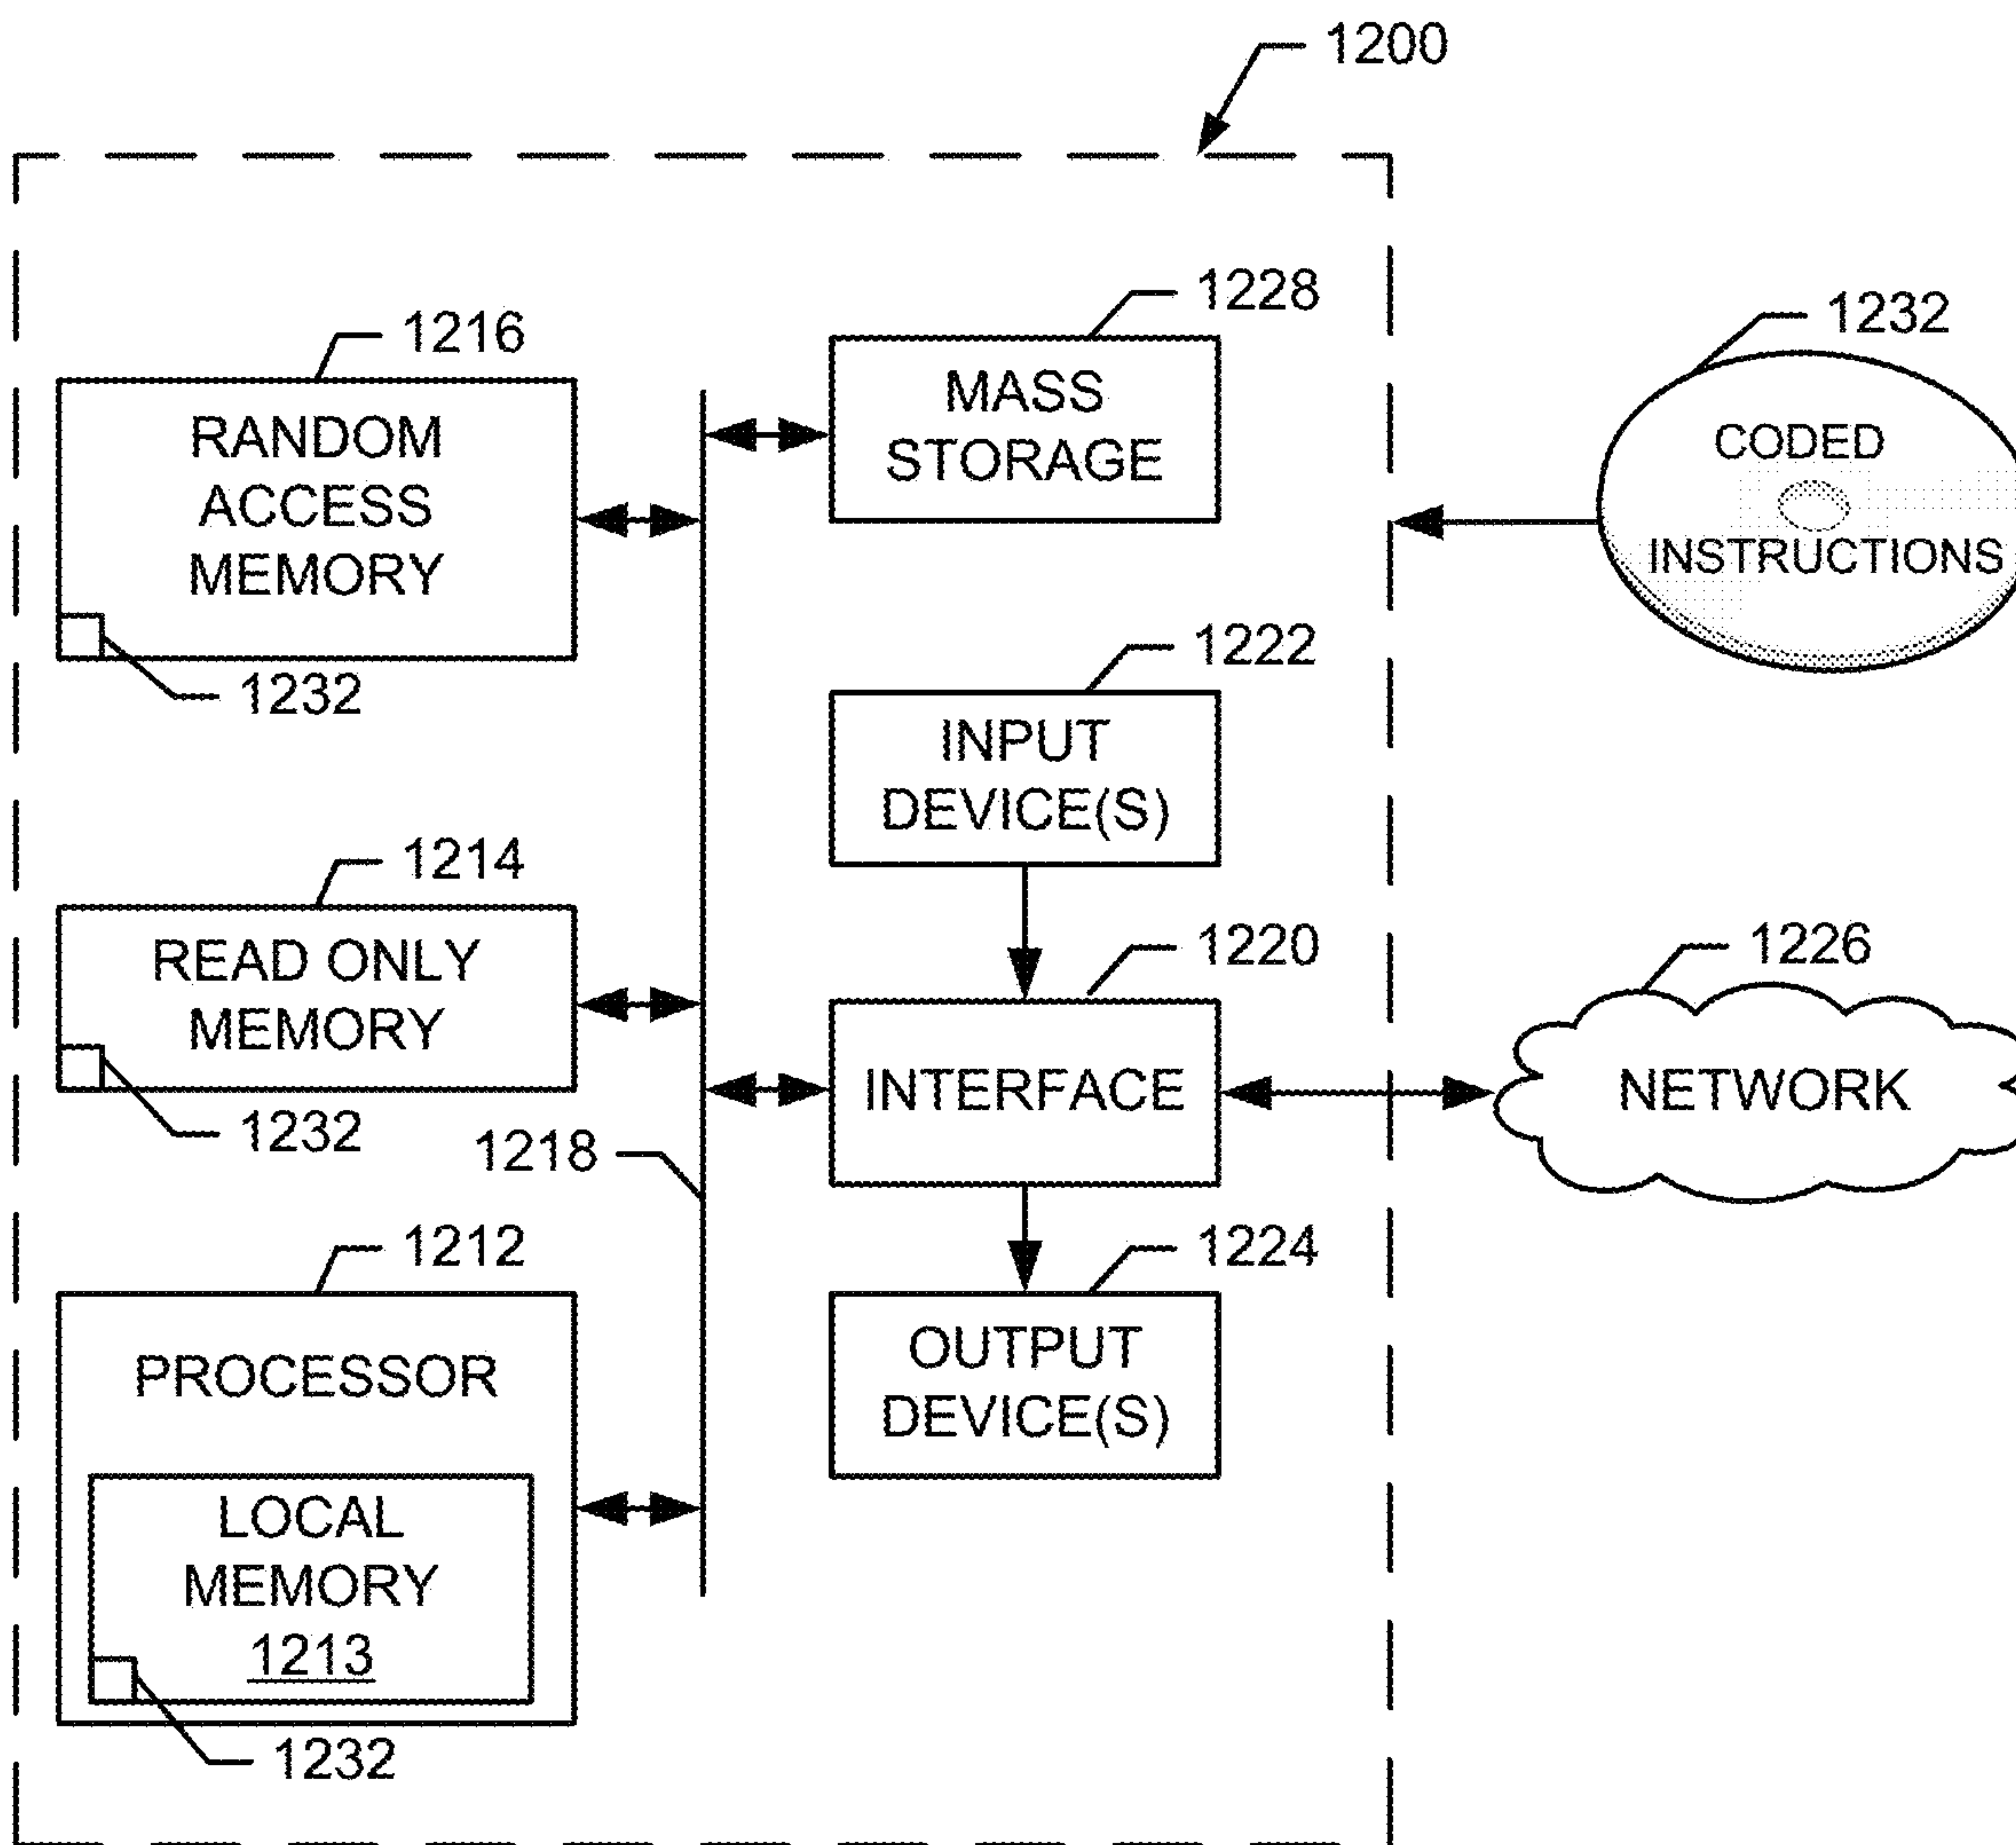 1200
1228
1216
1232
MASS
STORAGE
RANDOM
ACCESS
MEMORY
CODED
INSTRUCTIONS
1232
1222
INPUT
DEVICE(S)
1214
READ ONLY
MEMORY
1220
1226
INTERFACE
NETWORK
1232
1218
1212
1224
PROCESSOR
OUTPUT
DEVICE(S)
LOCAL
MEMORY
1213
1232